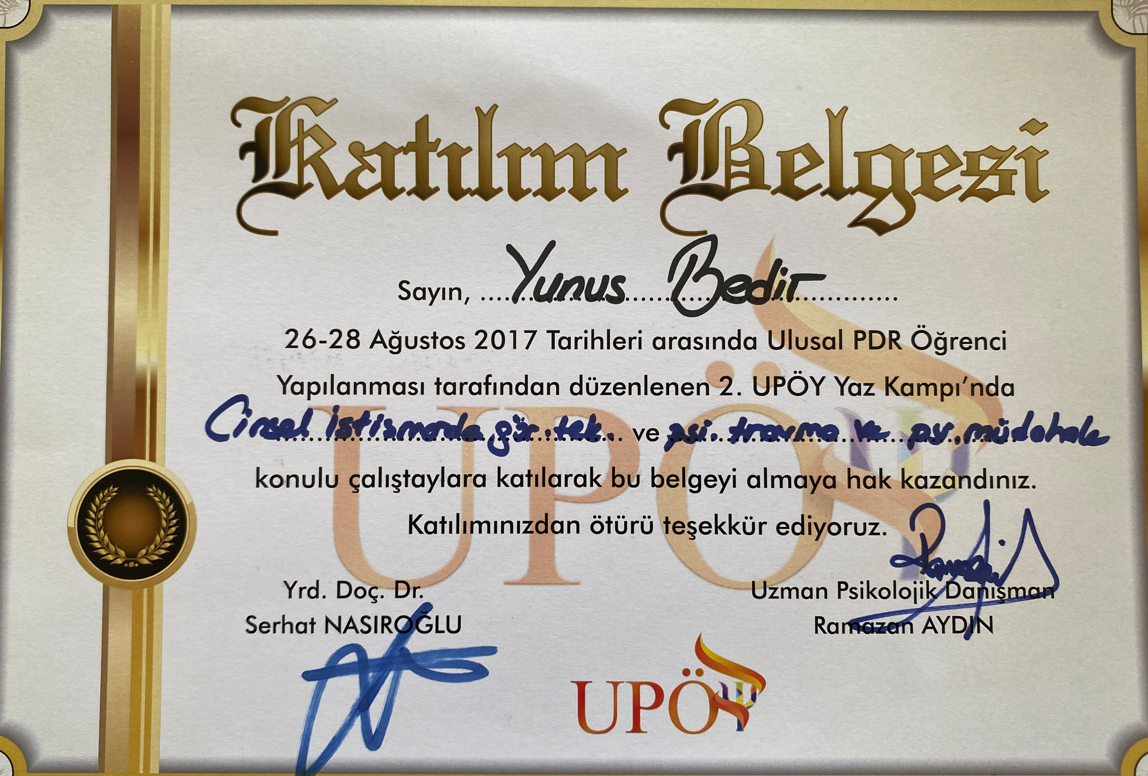 Katılım Belgesi
Sayın, ......Yunus Bedir..........
26-28 Ağustos 2017 Tarihleri arasında Ulusal PDR Öğrenci
Yapılanması tarafından düzenlenen 2. UPÖY Yaz Kampı’nda
Cinsel istismarda gör. tek. ve psi. travma ve psi. müdahale
konulu çalıştaylara katılarak bu belgeyi almaya hak kazandınız.
Katılımınızdan ötürü teşekkür ediyoruz.
Yrd. Doç. Dr.
Serhat NASIROĞLU
Uzman Psikolojik Danışman
Ramazan AYDIN
UPÖY